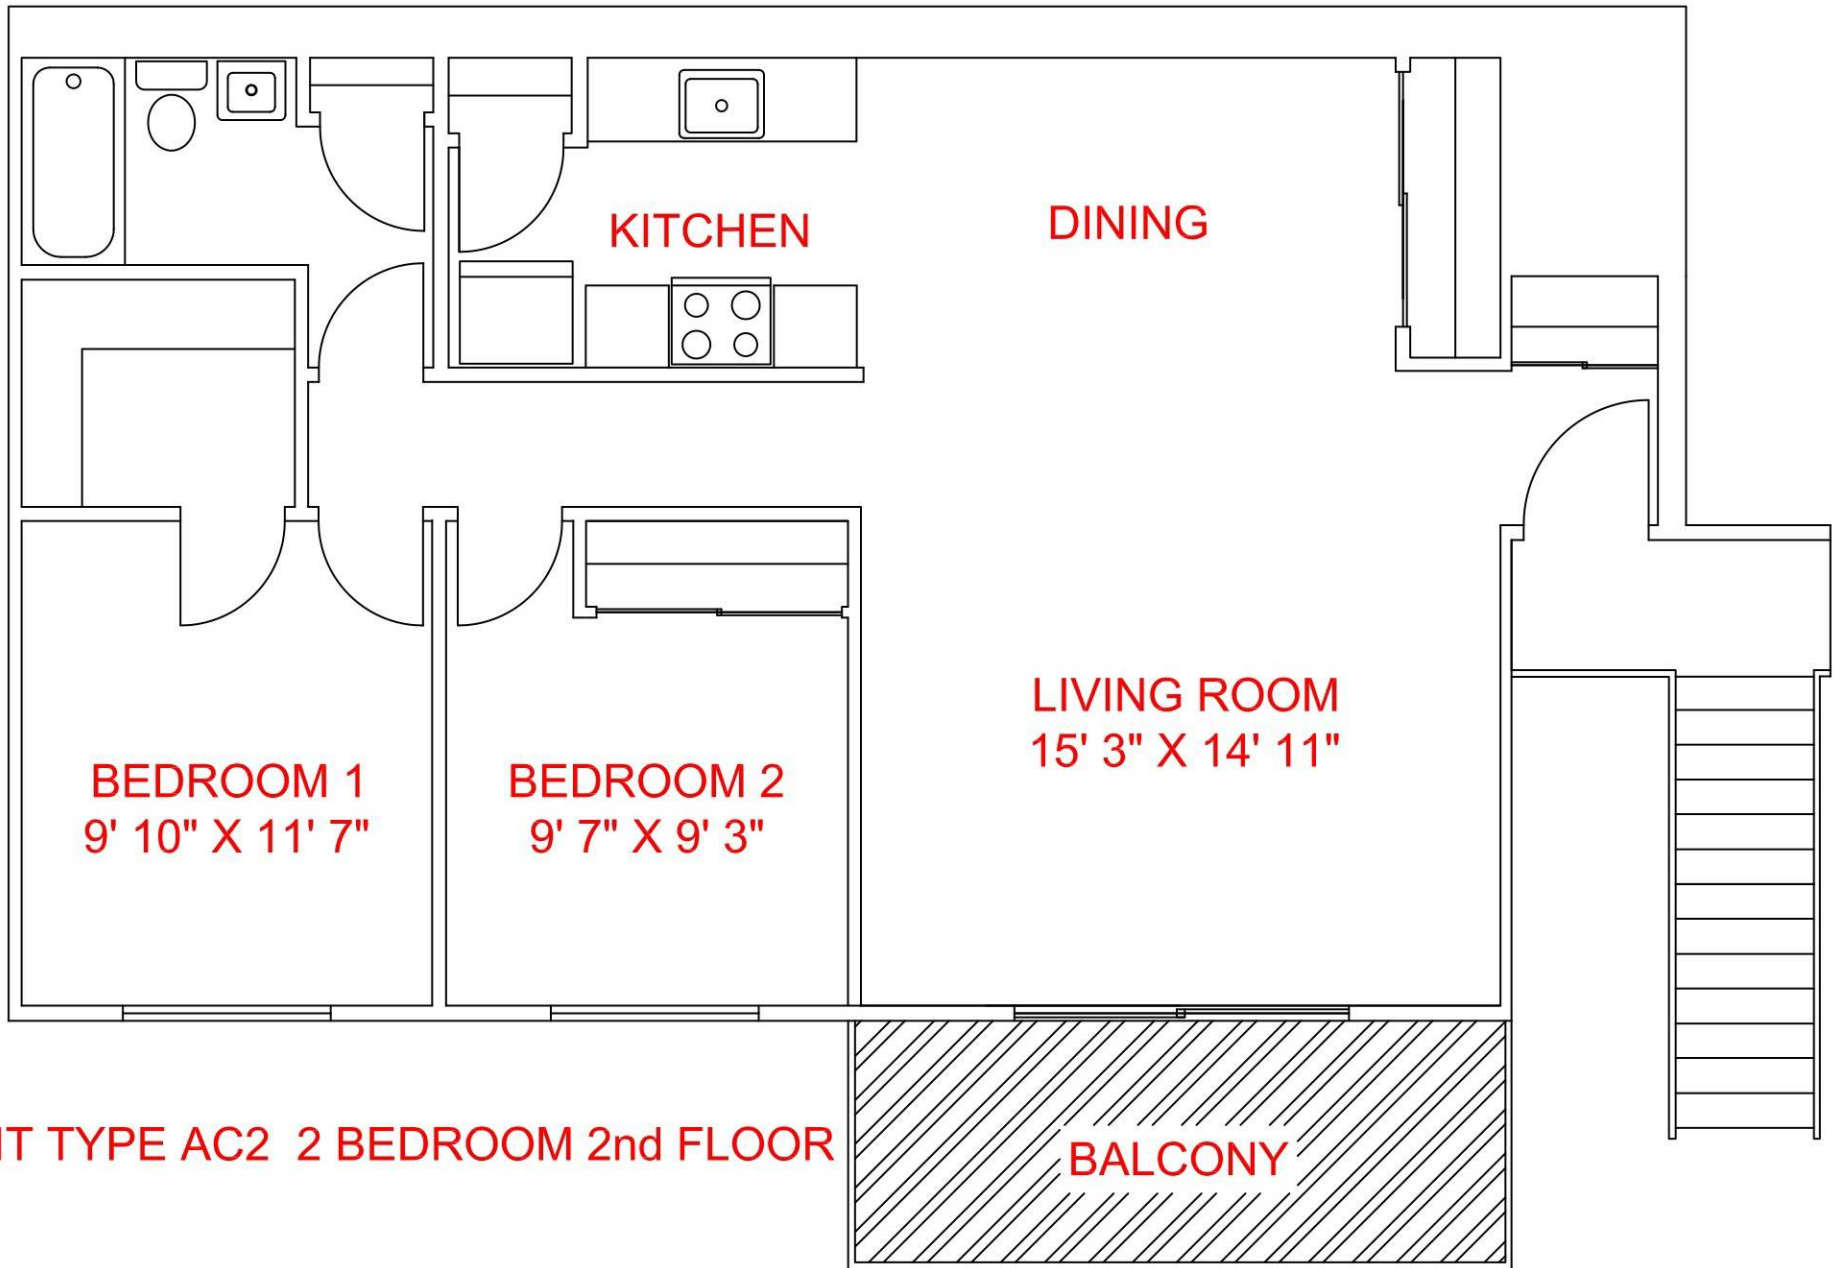 KITCHEN
DINING
LIVING ROOM
15' 3" X 14' 11"
BEDROOM 1
9' 10" X 11' 7"
BEDROOM 2
9' 7" X 9' 3"
TYPE AC2 2 BEDROOM 2nd FLOOR
BALCONY